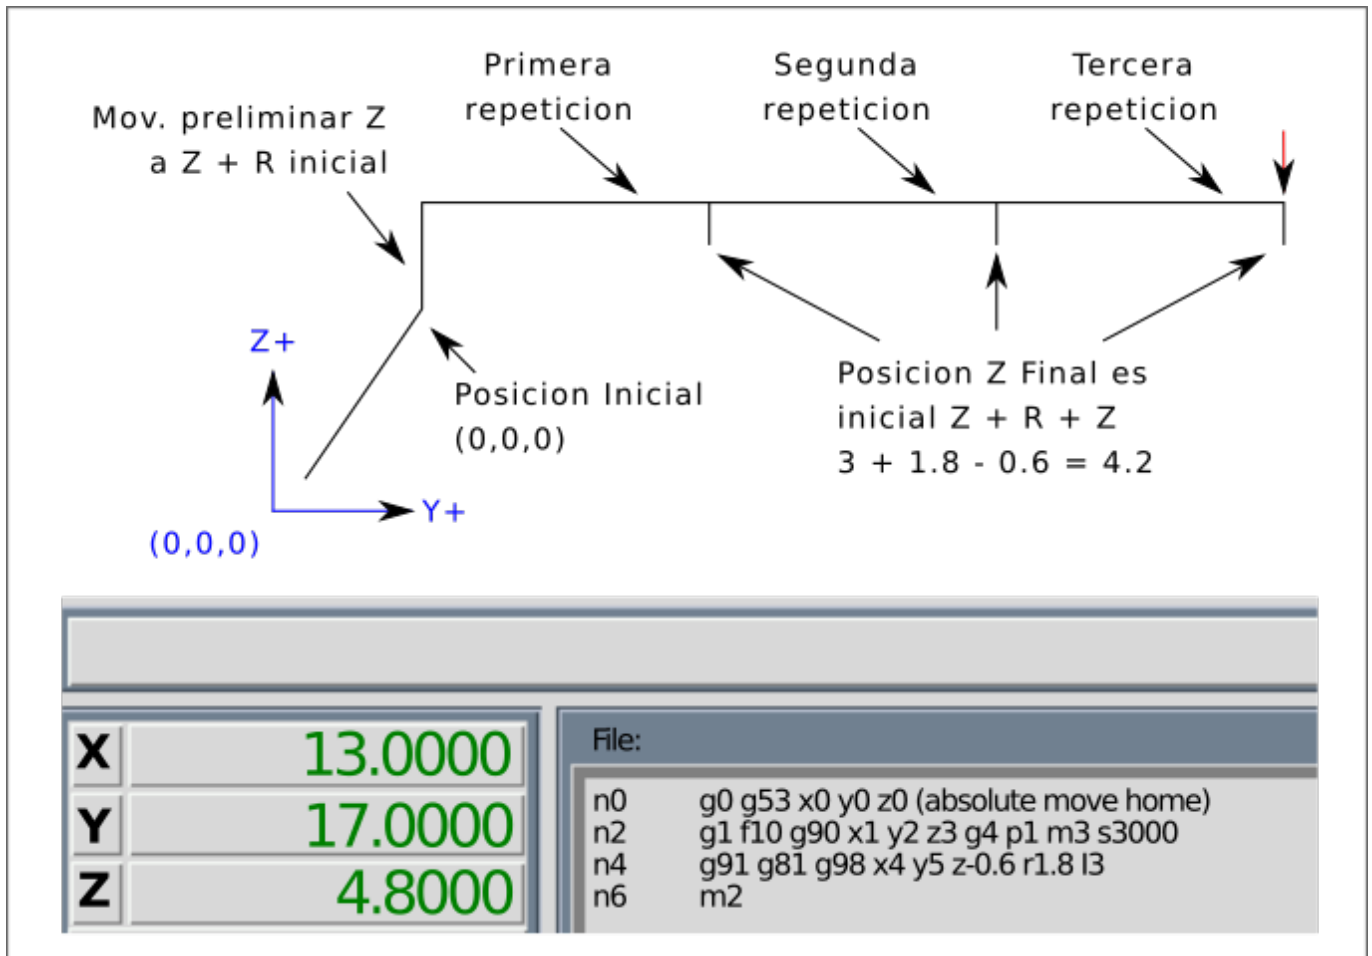 Primera
repeticion
Segunda
repeticion
Tercera
repeticion
Mov. preliminar Z
a Z + R inicial
Z+
Posicion Inicial
(0,0,0)
Posicion Z Final es
inicial Z + R + Z
3 + 1.8 - 0.6 = 4.2
Y+
(0,0,0)
X 13.0000
Y 17.0000
Z 4.8000
File:
n0 g0 g53 x0 y0 z0 (absolute move home)
n2 g1 f10 g90 x1 y2 z3 g4 p1 m3 s3000
n4 g91 g81 g98 x4 y5 z-0.6 r1.8 l3
n6 m2